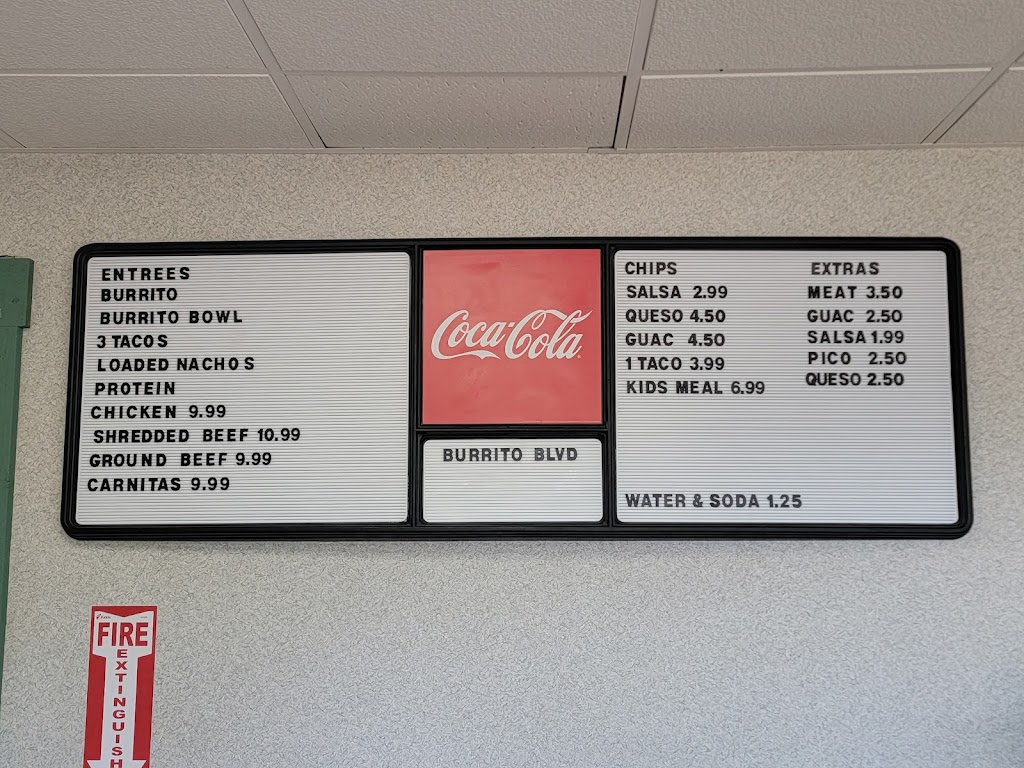 ENTREES
BURRITO
BURRITO BOWL
3 TACOS
LOADED NACHOS
PROTEIN
CHICKEN 9.99
SHREDDED BEEF 10.99
GROUND BEEF 9.99
CARNITAS 9.99
Coca-Cola
BURRITO BLVD
CHIPS
SALSA 2.99
QUESO 4.50
GUAC 4.50
1 TACO 3.99
KIDS MEAL 6.99
EXTRAS
MEAT 3.50
GUAC 2.50
SALSA 1.99
PICO 2.50
QUESO 2.50
WATER & SODA 1.25
FIRE
EXTINGUISH